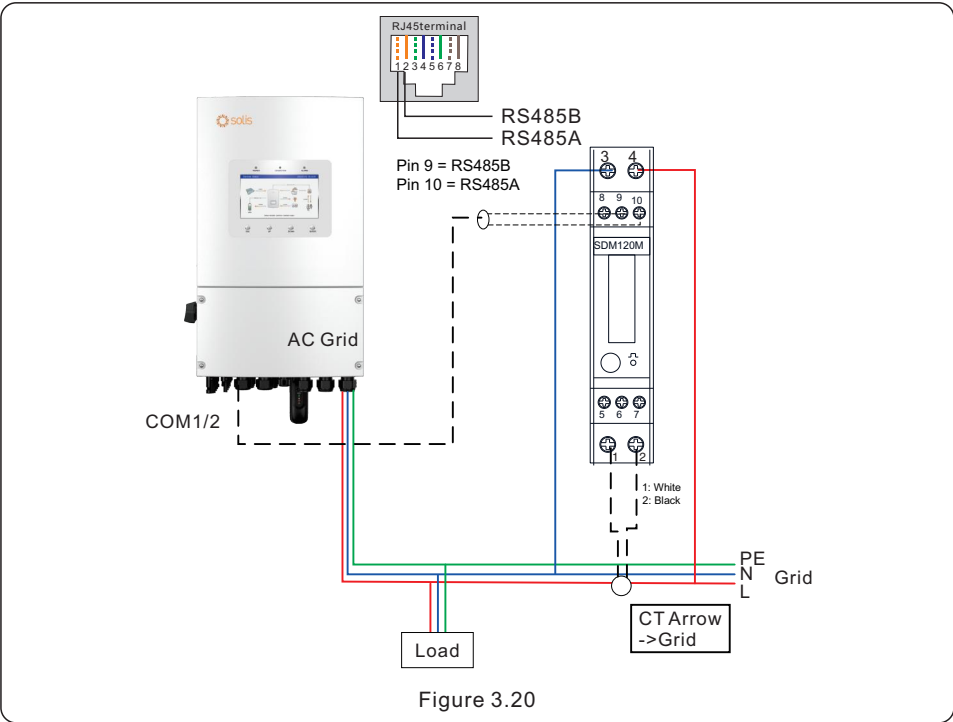 RJ45terminal
1 2 3 4 5 6 7 8
RS485B
RS485A
solis
Pin 9 = RS485B
Pin 10 = RS485A
3 4
8 9 10
SDM120M
AC Grid
COM1/2
5 6 7
1 2
1: White
2: Black
PE
N
L
Grid
CT Arrow
->Grid
Load
Figure 3.20